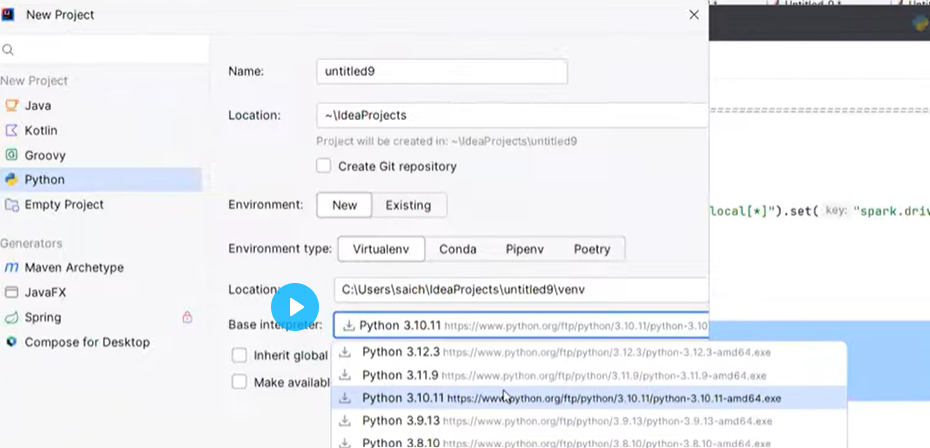 New Project
New Project
Java
Kotlin
Groovy
Python
Empty Project
Generators
Maven Archetype
JavaFX
Spring
Compose for Desktop
Name: untitled9
Location: ~\IdeaProjects
Project will be created in: ~\IdeaProjects\untitled9
Create Git repository
Environment: New Existing
Environment type: Virtualenv Conda Pipenv Poetry
Location: C:\Users\saich\IdeaProjects\untitled9\venv
Base interpreter: Python 3.10.11 https://www.python.org/ftp/python/3.10.11/python-3.10
Inherit global
Make availabl
Python 3.12.3 https://www.python.org/ftp/python/3.12.3/python-3.12.3-amd64.exe
Python 3.11.9 https://www.python.org/ftp/python/3.11.9/python-3.11.9-amd64.exe
Python 3.10.11 https://www.python.org/ftp/python/3.10.11/python-3.10.11-amd64.exe
Python 3.9.13 https://www.python.org/ftp/python/3.9.13/python-3.9.13-amd64.exe
Python 3.8.10 https://www.python.org/ftp/python/3.8.10/python-3.8.10-amd64.exe
local[*]").set( key: "spark.driv